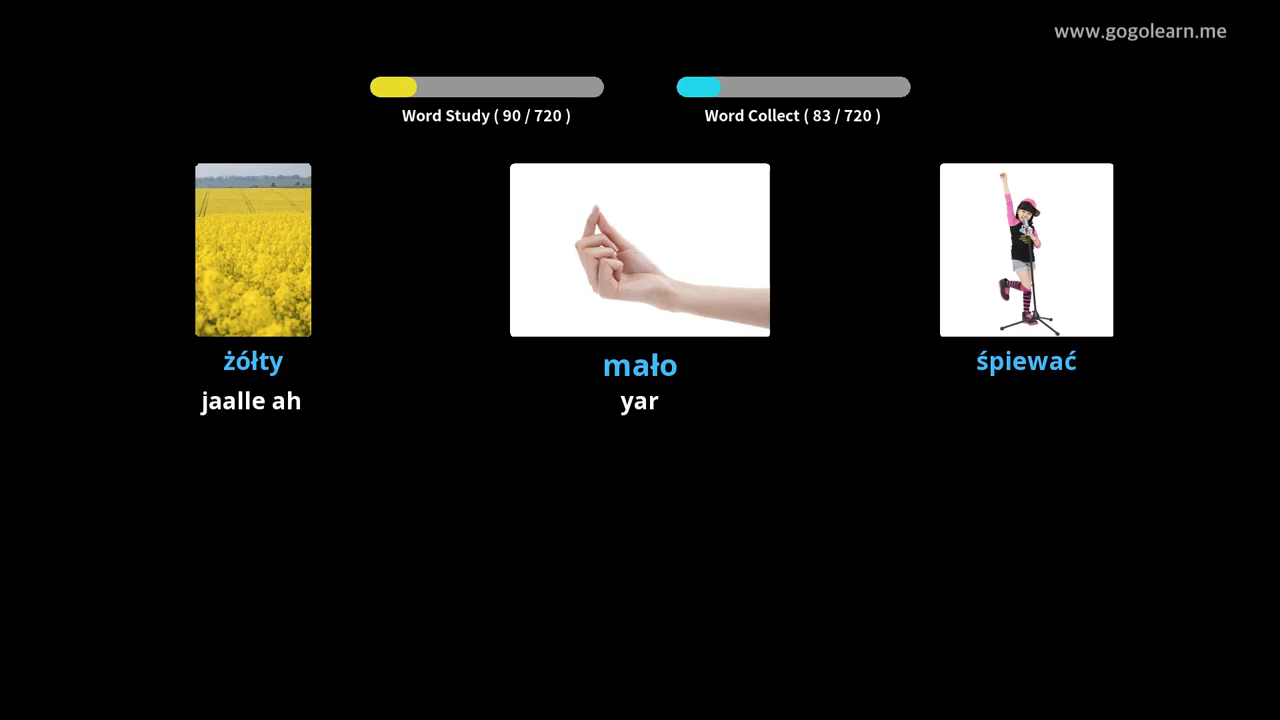 www.gogolearn.me
Word Study ( 90 / 720 )
Word Collect ( 83 / 720 )
żółty
mało
śpiewać
jaalle ah
yar